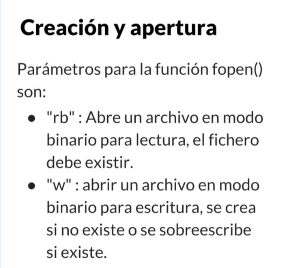 Creación y apertura
Parámetros para la función fopen()
son:
● "rb" : Abre un archivo en modo
binario para lectura, el fichero
debe existir.
● "w" : abrir un archivo en modo
binario para escritura, se crea
si no existe o se sobreescribe
si existe.